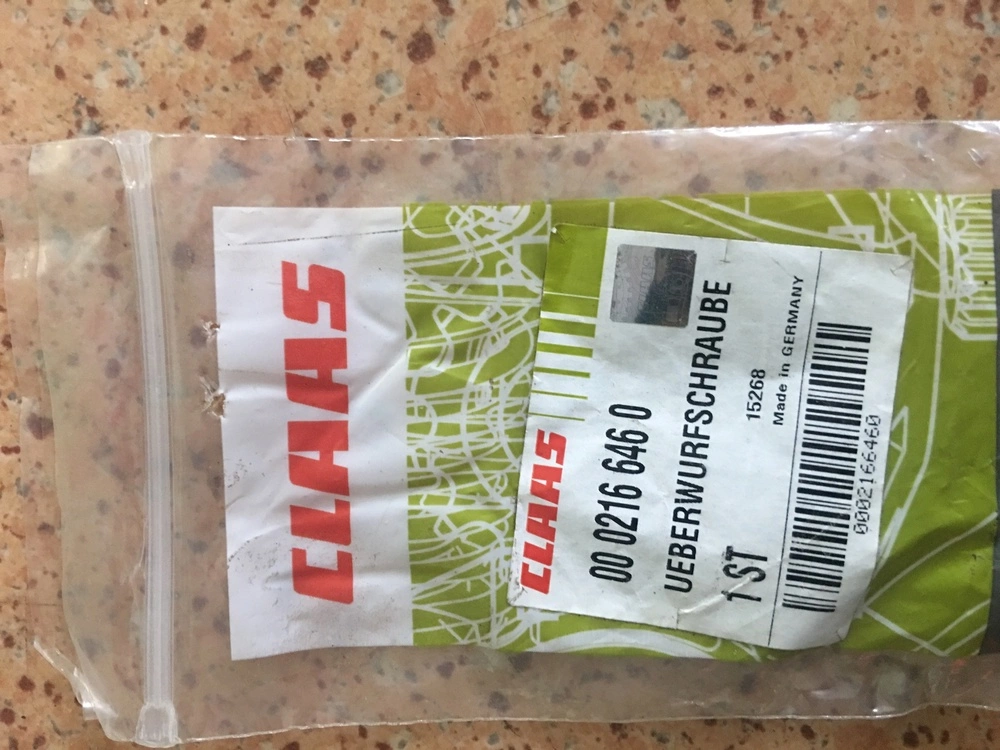 CLAAS
CLAAS
00 0216 646 0
UEBERWURFSCHRAUBE
1 ST
15268
Made in GERMANY
0002166460